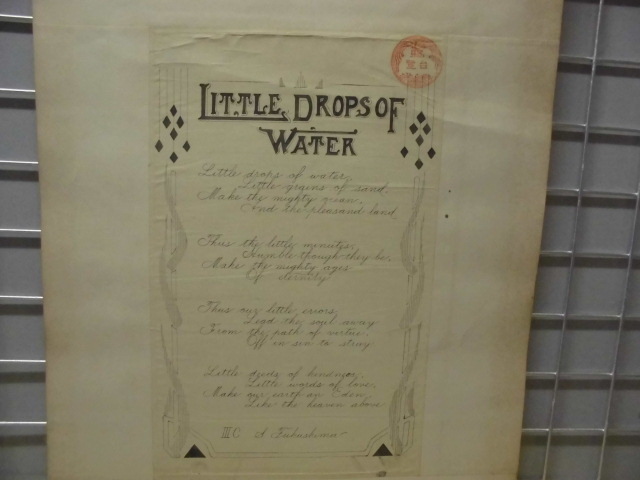 LITTLE DROPS OF
WATER
Little drops of water,
Little grains of sand,
Make the mighty ocean,
And the pleasand land.
Thus the little minutes,
Humble though they be,
Make the mighty ages
Of eternity
Thus our little errors
Lead the soul away
From the path of virtue
Off in sin to stray
Little deeds of kindness,
Little words of love,
Make our earth an Eden,
Like the heaven above
III C A